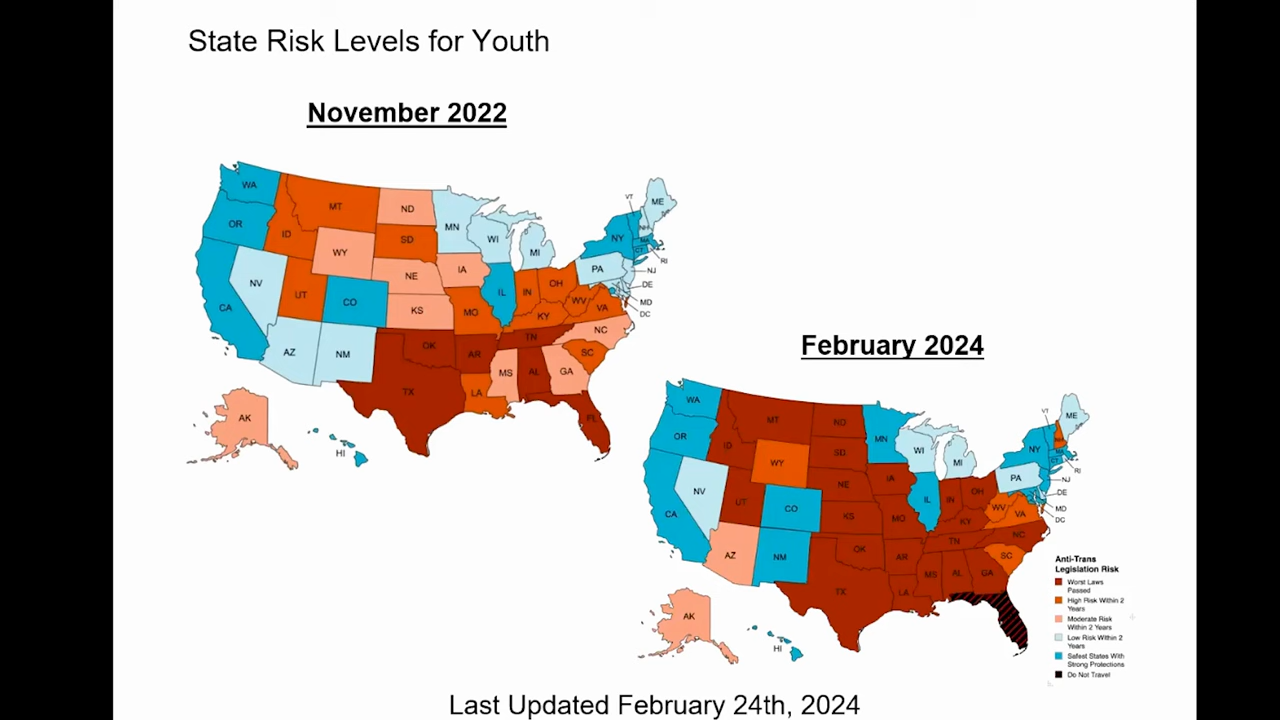 State Risk Levels for Youth
November 2022
WA
OR
CA
NV
ID
MT
WY
UT
CO
AZ
NM
ND
SD
NE
KS
OK
TX
MN
IA
MO
AR
LA
WI
IL
MI
IN
OH
KY
TN
MS
AL
GA
FL
SC
NC
VA
WV
PA
NY
VT
NH
ME
MA
CT
RI
NJ
DE
MD
DC
AK
HI
February 2024
WA
OR
CA
NV
ID
MT
WY
UT
CO
AZ
NM
ND
SD
NE
KS
OK
TX
MN
IA
MO
AR
LA
WI
IL
MI
IN
OH
KY
TN
MS
AL
GA
SC
NC
VA
WV
PA
NY
VT
NH
ME
MA
CT
RI
NJ
DE
MD
DC
AK
HI
Anti-Trans
Legislation Risk
Worst Laws
Passed
High Risk Within 2
Years
Moderate Risk
Within 2 Years
Low Risk Within 2
Years
Safest States With
Strong Protections
Do Not Travel
Last Updated February 24th, 2024